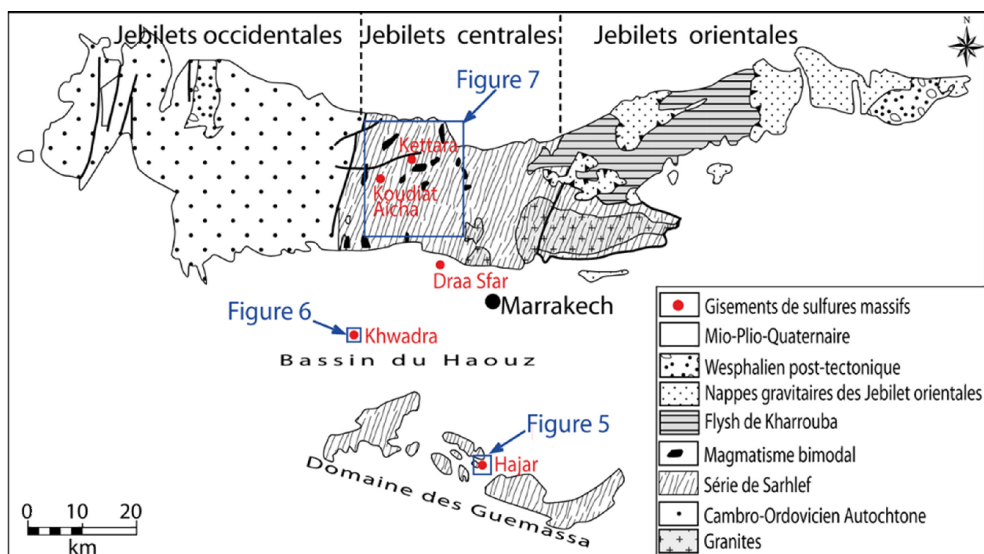 Jebilets occidentales
Jebilets centrales
Jebilets orientales
N
Figure 7
Kettara
Koudiat
Aicha
Draa Sfar
Marrakech
Figure 6
Khwadra
Bassin du Haouz
Figure 5
Hajar
Domaine des Guemassa
0 10 20
km
Gisements de sulfures massifs
Mio-Plio-Quaternaire
Wesphalien post-tectonique
Nappes gravitaires des Jebilet orientales
Flysh de Kharrouba
Magmatisme bimodal
Série de Sarhlef
Cambro-Ordovicien Autochtone
Granites